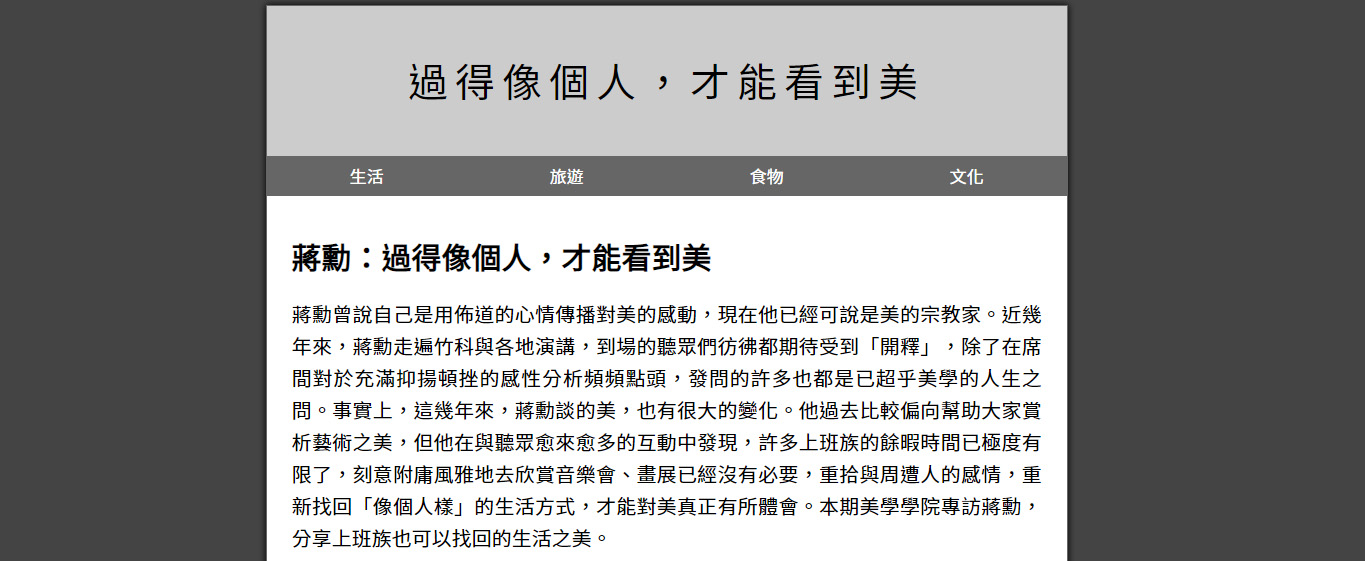 過得像個人，才能看到美
生活 旅遊 食物 文化
蔣勳：過得像個人，才能看到美
蔣勳曾說自己是用佈道的心情傳播對美的感動，現在他已經可說是美的宗教家。近幾
年來，蔣勳走遍竹科與各地演講，到場的聽眾們彷彿都期待受到「開釋」，除了在席
間對於充滿抑揚頓挫的感性分析頻頻點頭，發問的許多也都是已超乎美學的人生之
問。事實上，這幾年來，蔣勳談的美，也有很大的變化。他過去比較偏向幫助大家賞
析藝術之美，但他在與聽眾愈來愈多的互動中發現，許多上班族的餘暇時間已極度有
限了，刻意附庸風雅地去欣賞音樂會、畫展已經沒有必要，重拾與周遭人的感情，重
新找回「像個人樣」的生活方式，才能對美真正有所體會。本期美學學院專訪蔣勳，
分享上班族也可以找回的生活之美。